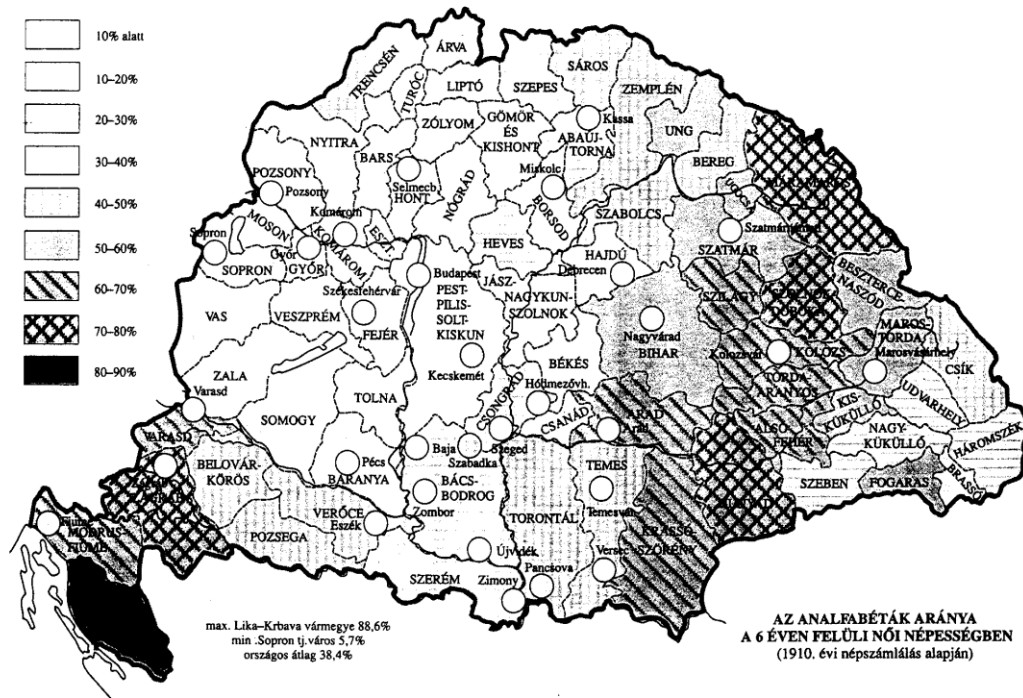 10% alatt
10–20%
20–30%
30–40%
40–50%
50–60%
60–70%
70–80%
80–90%
TRENCSÉN
ÁRVA
TURÓC
LIPTÓ
SZEPES
SÁROS
ZEMPLÉN
ZÓLYOM
GÖMÖR
ÉS
KISHONT
Kassa
ABAÚJ-
TORNA
UNG
BEREG
NYITRA
BARS
POZSONY
Pozsony
Selmecb.
HONT
NÓGRÁD
Miskolc
BORSOD
Komárom
MOSON
Sopron
SOPRON
Győr
GYŐR
KOMÁROM
ESZT.
HEVES
SZABOLCS
HAJDÚ
Debrecen
SZATMÁR
Budapest
PEST-
PILIS-
SOLT-
KISKUN
Kecskemét
JÁSZ-
NAGYKUN-
SZOLNOK
Székesfehérvár
FEJÉR
VESZPRÉM
VAS
ZALA
Varasd
SOMOGY
TOLNA
Pécs
BARANYA
BÉKÉS
Hódmezővh.
CSONGRÁD
CSANÁD
Szeged
Szabadka
Baja
BÁCS-
BODROG
Zombor
Újvidék
Nagyvárad
BIHAR
SZILÁGY
Kolozsvár
KOLOZS
BESZTERCE-
NASZÓD
MAROS-
TORDA
Marosvásárhely
CSÍK
UDVARHELY
KIS-
KÜKÜLLŐ
NAGY-
KÜKÜLLŐ
HÁROMSZÉK
BRASSÓ
FOGARAS
SZEBEN
ALSÓ-
FEHÉR
TORDA-
ARANYOS
ARAD
Arad
TEMES
Temesvár
TORONTÁL
Versec
Pancsova
KRASSÓ-
SZÖRÉNY
VARASD
BELOVÁR-
KŐRÖS
VERŐCE
Eszék
POZSEGA
SZERÉM
Zimony
Fiume
MODRUS-
FIUME
max. Lika–Krbava vármegye 88,6%
min .Sopron tj.város 5,7%
országos átlag 38,4%
AZ ANALFABÉTÁK ARÁNYA
A 6 ÉVEN FELÜLI NŐI NÉPESSÉGBEN
(1910. évi népszámlálás alapján)